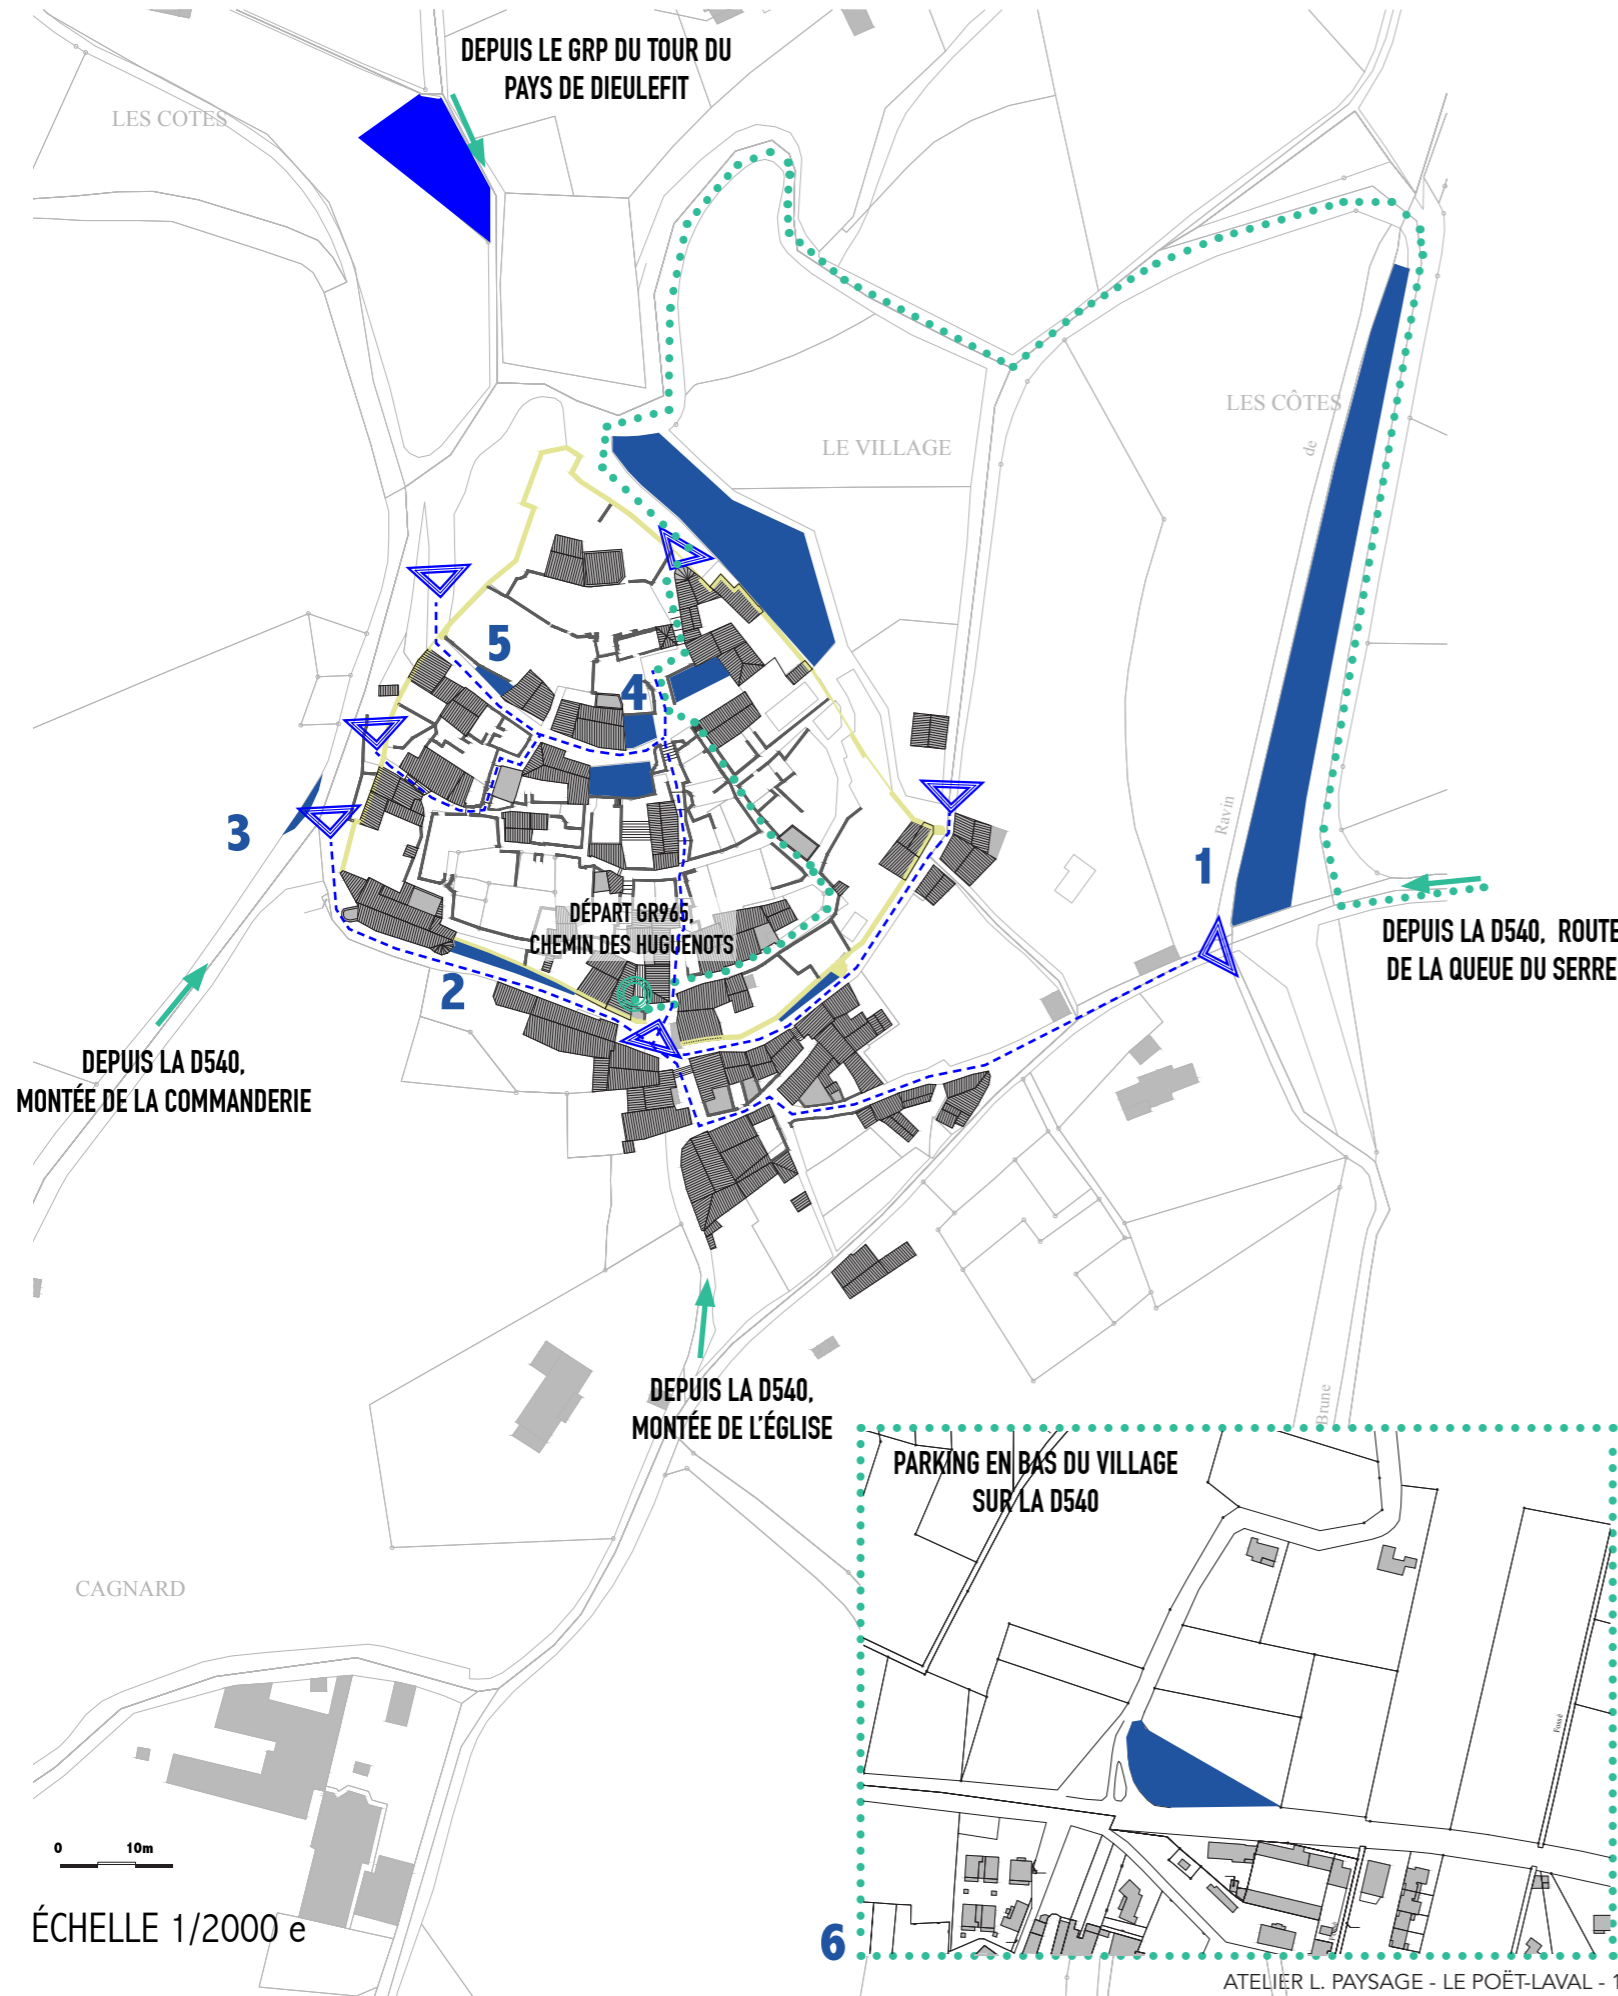 DEPUIS LE GRP DU TOUR DU
PAYS DE DIEULEFIT
LES COTES
LES CÔTES
LE VILLAGE
de
5
4
Ravin
3
1
DÉPART GR965,
CHEMIN DES HUGUENOTS
DEPUIS LA D540, ROUTE
DE LA QUEUE DU SERRE
2
DEPUIS LA D540,
MONTÉE DE LA COMMANDERIE
DEPUIS LA D540,
MONTÉE DE L'ÉGLISE
Brune
PARKING EN BAS DU VILLAGE
SUR LA D540
CAGNARD
Fossé
0 10m
ÉCHELLE 1/2000 e
6
ATELIER L. PAYSAGE - LE POËT-LAVAL - 1